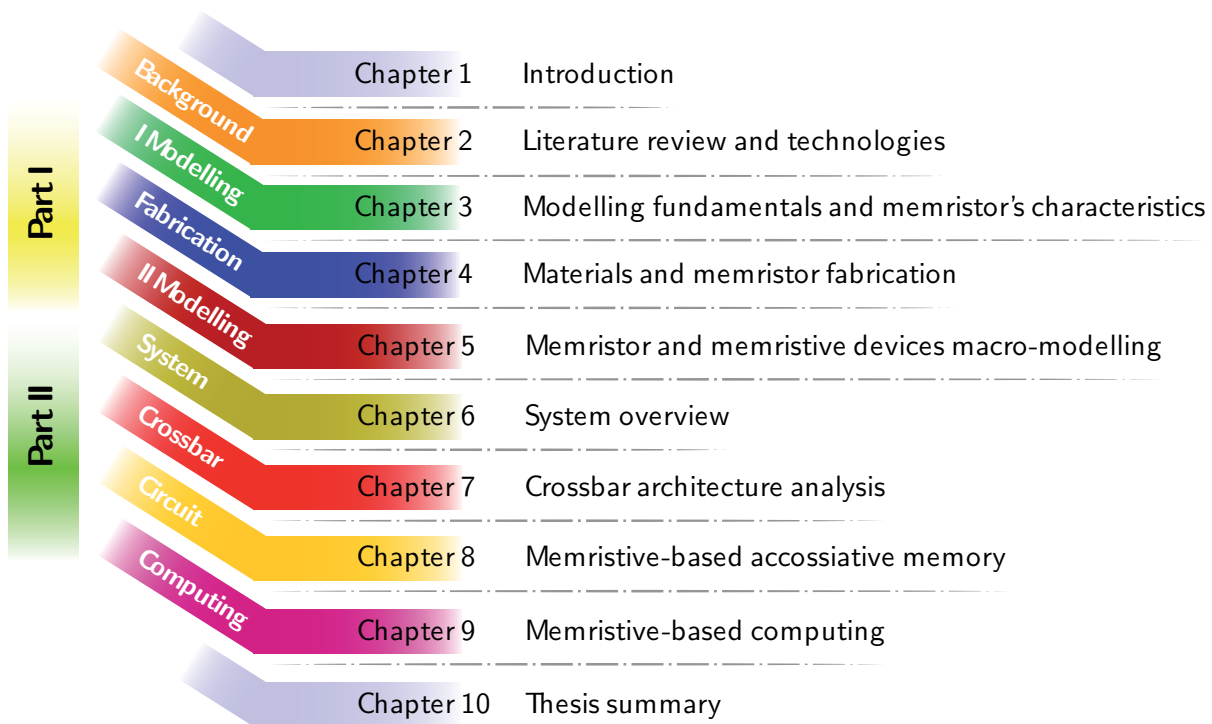 Chapter 1 Introduction
Background
Chapter 2 Literature review and technologies
I Modelling
Chapter 3 Modelling fundamentals and memristor's characteristics
Part I
Fabrication
Chapter 4 Materials and memristor fabrication
II Modelling
Chapter 5 Memristor and memristive devices macro-modelling
System
Chapter 6 System overview
Part II
Crossbar
Chapter 7 Crossbar architecture analysis
Circuit
Chapter 8 Memristive-based accossiative memory
Computing
Chapter 9 Memristive-based computing
Chapter 10 Thesis summary